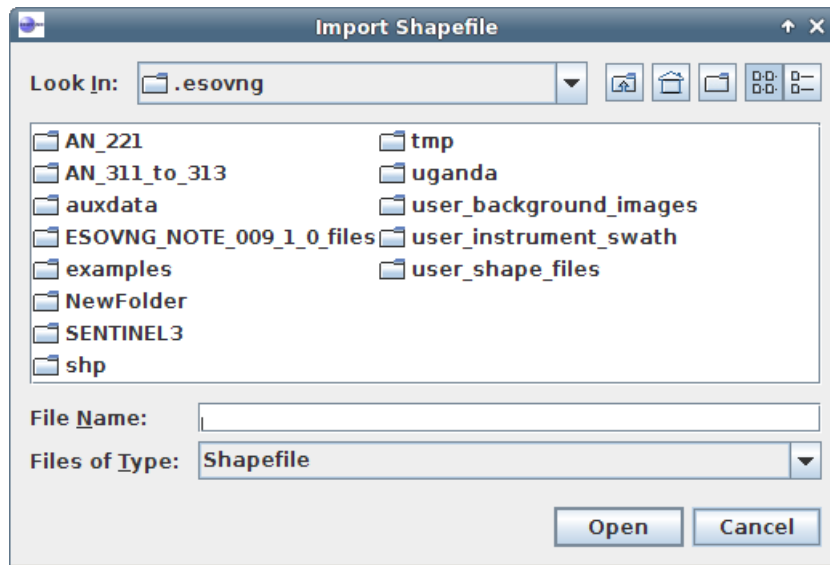 Import Shapefile
Look In: .esovng
AN_221
AN_311_to_313
auxdata
ESOVNG_NOTE_009_1_0_files
examples
NewFolder
SENTINEL3
shp
tmp
uganda
user_background_images
user_instrument_swath
user_shape_files
File Name:
Files of Type: Shapefile
Open Cancel